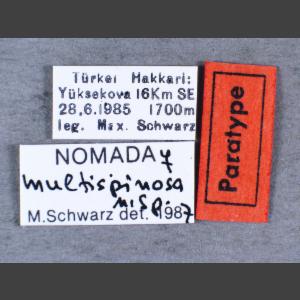 Türkei Hakkari:
Yüksekova 16Km SE
28.6.1985 1700m
leg. Max. Schwarz
NOMADA
multispinosa
M.Schwarz det. 1987
Paratype